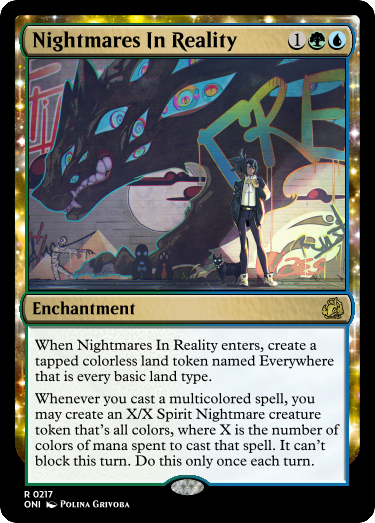 Nightmares In Reality 1
CRE
Enchantment
When Nightmares In Reality enters, create a
tapped colorless land token named Everywhere
that is every basic land type.
Whenever you cast a multicolored spell, you
may create an X/X Spirit Nightmare creature
token that's all colors, where X is the number of
colors of mana spent to cast that spell. It can't
block this turn. Do this only once each turn.
R 0217
ONI Polina Grivoba